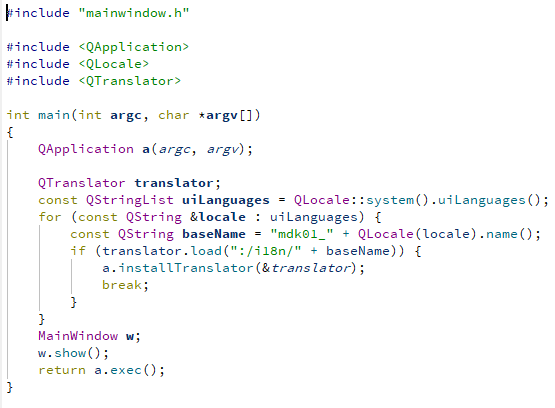 #include "mainwindow.h"

#include <QApplication>
#include <QLocale>
#include <QTranslator>

int main(int argc, char *argv[])
{
    QApplication a(argc, argv);

    QTranslator translator;
    const QStringList uiLanguages = QLocale::system().uiLanguages();
    for (const QString &locale : uiLanguages) {
        const QString baseName = "mdk01_" + QLocale(locale).name();
        if (translator.load(":/i18n/" + baseName)) {
            a.installTranslator(&translator);
            break;
        }
    }
    MainWindow w;
    w.show();
    return a.exec();
}